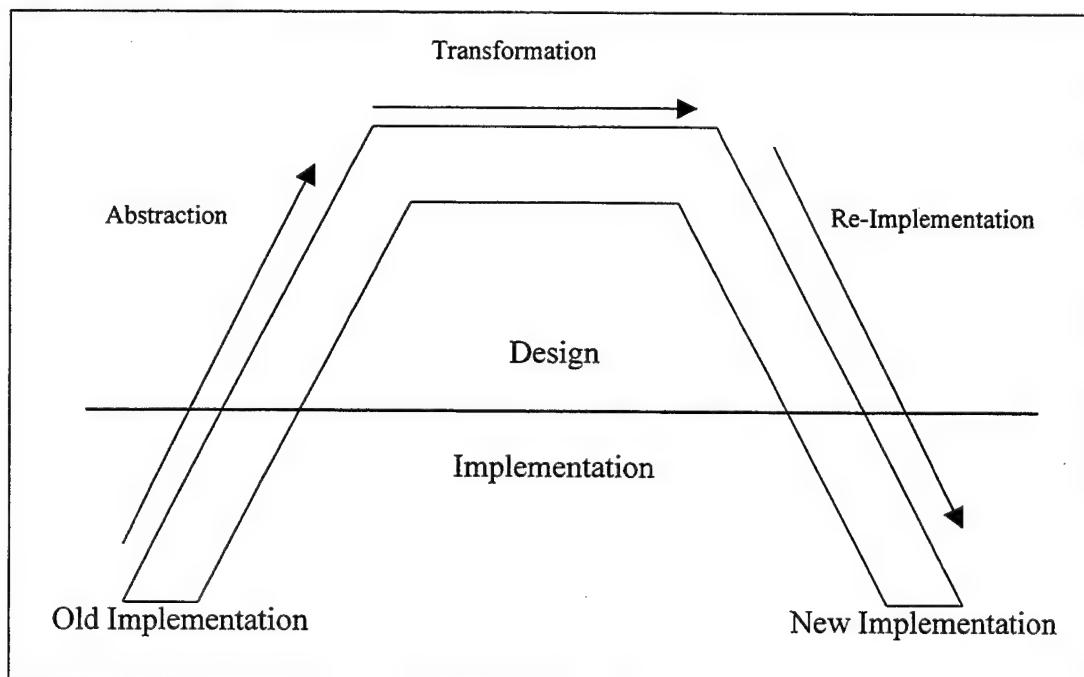 Transformation
Abstraction
Re-Implementation
Design
Implementation
Old Implementation
New Implementation